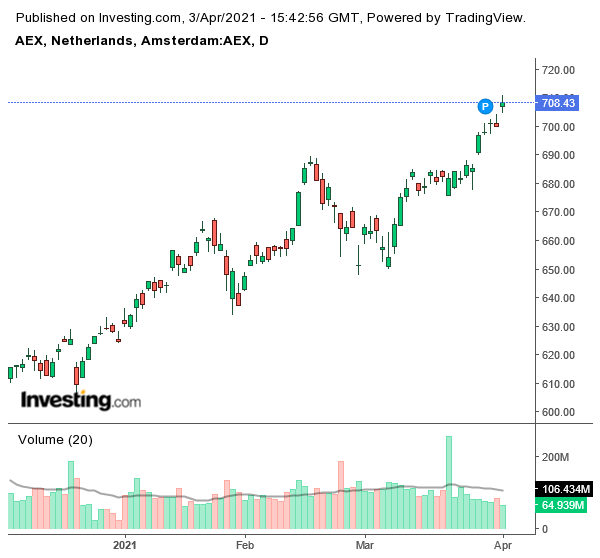 Published on Investing.com, 3/Apr/2021 - 15:42:56 GMT, Powered by TradingView.
AEX, Netherlands, Amsterdam:AEX, D
720.00
P
708.43
700.00
690.00
680.00
670.00
660.00
650.00
640.00
630.00
620.00
610.00
600.00
Investing.com
Volume (20)
200M
106.434M
64.939M
0
2021 Feb Mar Apr